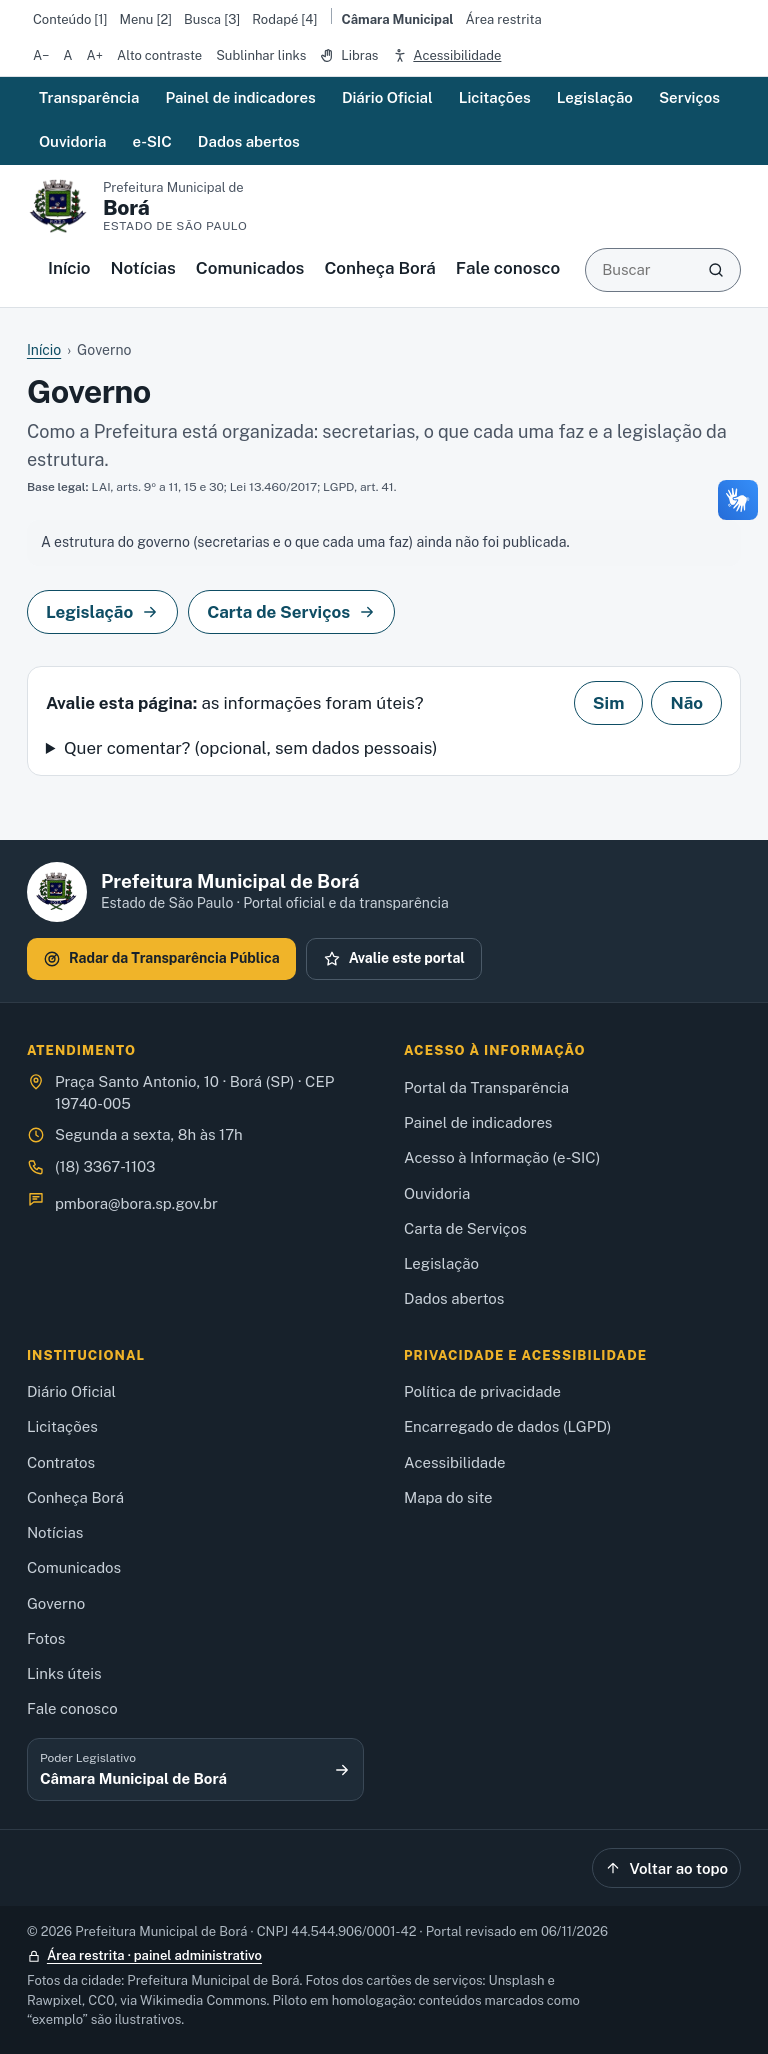 Conteúdo [1] Menu [2] Busca [3] Rodapé [4] Câmara Municipal Área restrita
A− A A+ Alto contraste Sublinhar links Libras Acessibilidade
Transparência Painel de indicadores Diário Oficial Licitações Legislação Serviços
Ouvidoria e-SIC Dados abertos
Prefeitura Municipal de
Borá
ESTADO DE SÃO PAULO
Início Notícias Comunicados Conheça Borá Fale conosco Buscar
Início › Governo
Governo
Como a Prefeitura está organizada: secretarias, o que cada uma faz e a legislação da
estrutura.
Base legal: LAI, arts. 9º a 11, 15 e 30; Lei 13.460/2017; LGPD, art. 41.
A estrutura do governo (secretarias e o que cada uma faz) ainda não foi publicada.
Legislação → Carta de Serviços →
Avalie esta página: as informações foram úteis? Sim Não
▶ Quer comentar? (opcional, sem dados pessoais)
Prefeitura Municipal de Borá
Estado de São Paulo · Portal oficial e da transparência
Radar da Transparência Pública Avalie este portal
ATENDIMENTO
Praça Santo Antonio, 10 · Borá (SP) · CEP
19740-005
Segunda a sexta, 8h às 17h
(18) 3367-1103
pmbora@bora.sp.gov.br
ACESSO À INFORMAÇÃO
Portal da Transparência
Painel de indicadores
Acesso à Informação (e-SIC)
Ouvidoria
Carta de Serviços
Legislação
Dados abertos
INSTITUCIONAL
Diário Oficial
Licitações
Contratos
Conheça Borá
Notícias
Comunicados
Governo
Fotos
Links úteis
Fale conosco
Poder Legislativo
Câmara Municipal de Borá →
PRIVACIDADE E ACESSIBILIDADE
Política de privacidade
Encarregado de dados (LGPD)
Acessibilidade
Mapa do site
↑ Voltar ao topo
© 2026 Prefeitura Municipal de Borá · CNPJ 44.544.906/0001-42 · Portal revisado em 06/11/2026
Área restrita · painel administrativo
Fotos da cidade: Prefeitura Municipal de Borá. Fotos dos cartões de serviços: Unsplash e
Rawpixel, CC0, via Wikimedia Commons. Piloto em homologação: conteúdos marcados como
“exemplo” são ilustrativos.